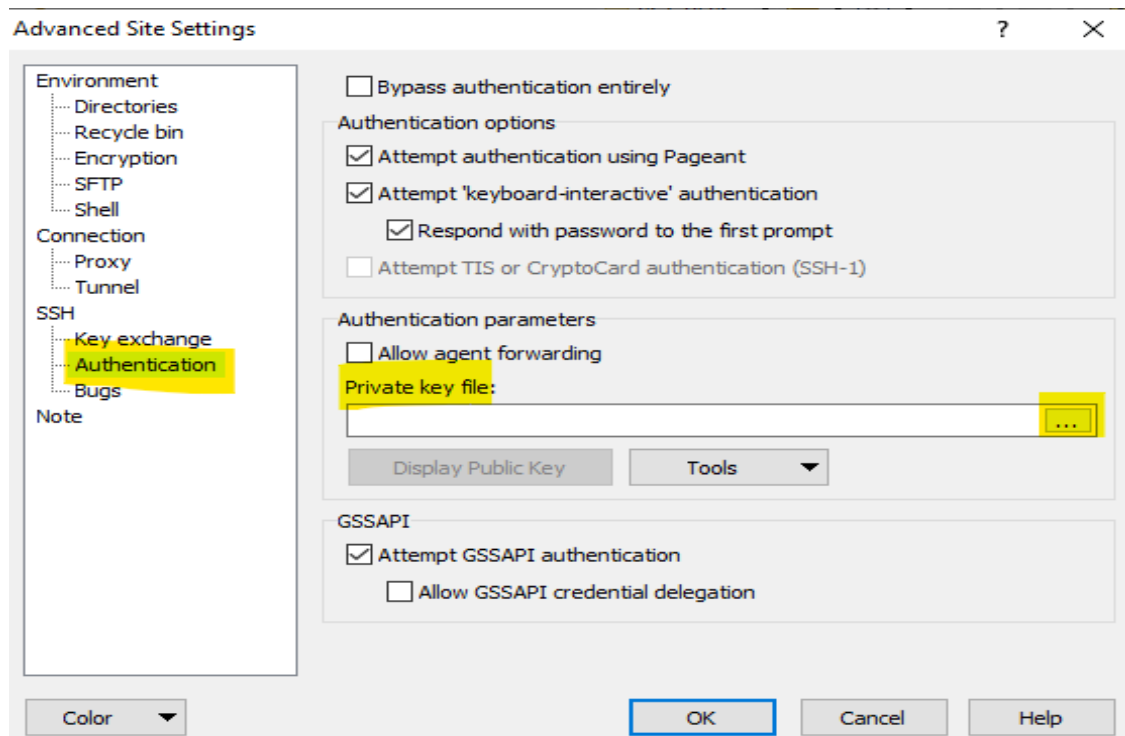 Advanced Site Settings
?
Environment
Directories
Recycle bin
Encryption
SFTP
Shell
Connection
Proxy
Tunnel
SSH
Key exchange
Authentication
Bugs
Note
Bypass authentication entirely
Authentication options
Attempt authentication using Pageant
Attempt 'keyboard-interactive' authentication
Respond with password to the first prompt
Attempt TIS or CryptoCard authentication (SSH-1)
Authentication parameters
Allow agent forwarding
Private key file:
...
Display Public Key
Tools
GSSAPI
Attempt GSSAPI authentication
Allow GSSAPI credential delegation
Color
OK
Cancel
Help